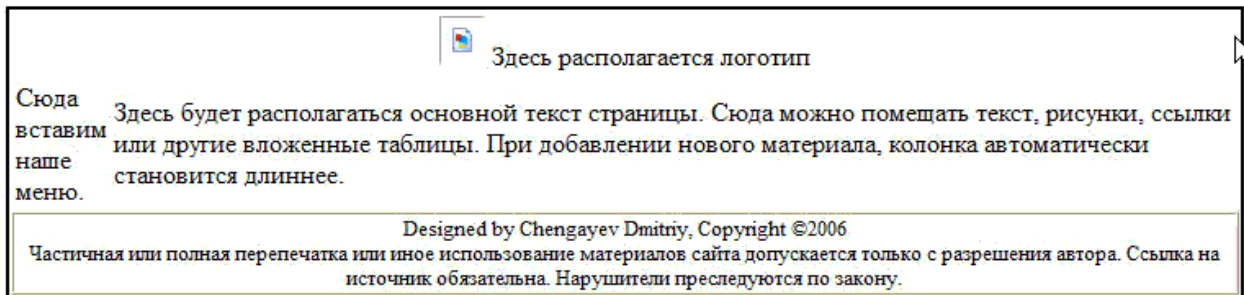 Здесь располагается логотип
Сюда
вставим
наше
меню.
Здесь будет располагаться основной текст страницы. Сюда можно помещать текст, рисунки, ссылки
или другие вложенные таблицы. При добавлении нового материала, колонка автоматически
становится длиннее.
Designed by Chengayev Dmitriy, Copyright ©2006
Частичная или полная перепечатка или иное использование материалов сайта допускается только с разрешения автора. Ссылка на
источник обязательна. Нарушители преследуются по закону.